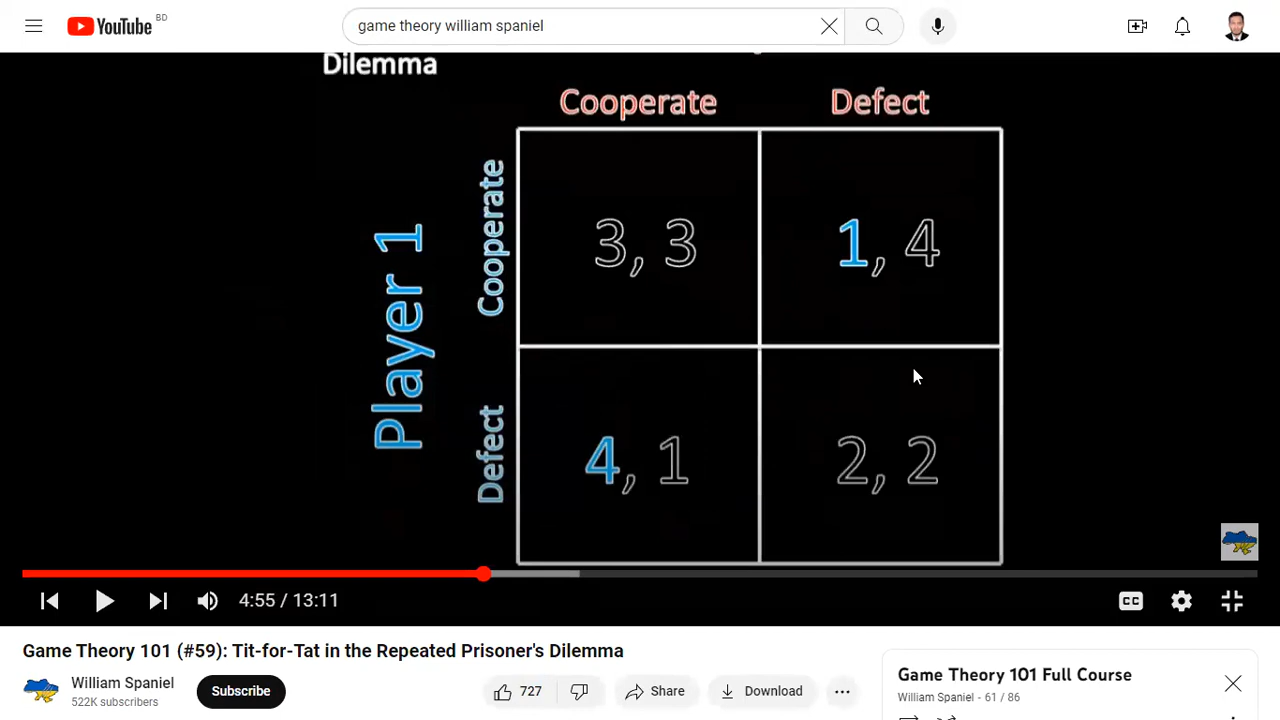 YouTube BD
game theory william spaniel
Dilemma
Cooperate Defect
Player 1
Cooperate
3, 3 1, 4
Defect
4, 1 2, 2
4:55 / 13:11
CC
Game Theory 101 (#59): Tit-for-Tat in the Repeated Prisoner's Dilemma
William Spaniel
522K subscribers
Subscribe
727
Share
Download
Game Theory 101 Full Course
William Spaniel - 61 / 86